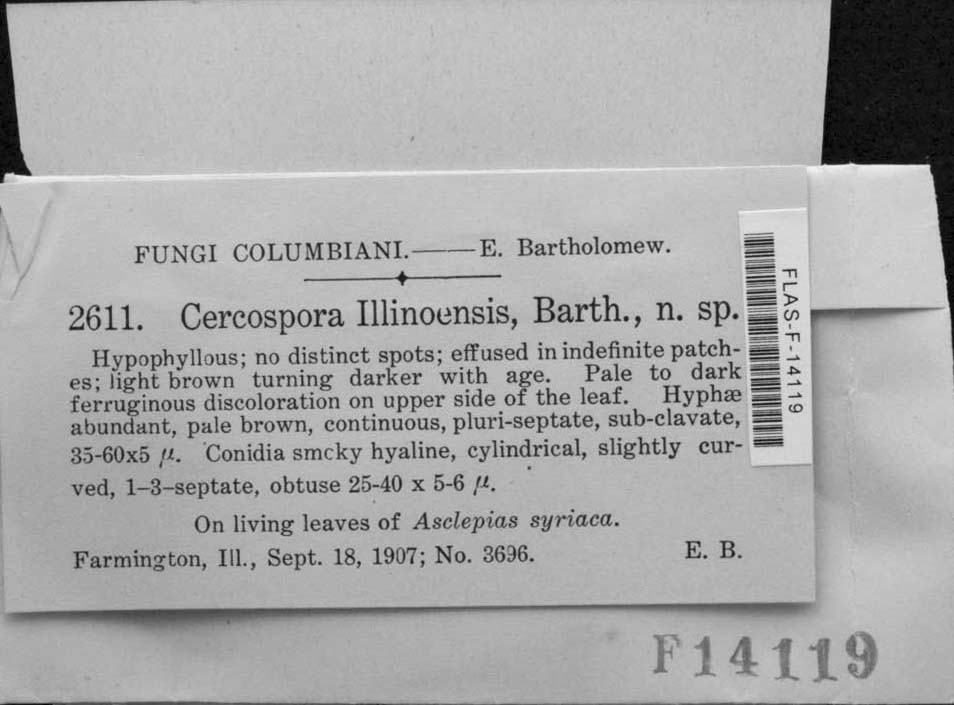 FUNGI COLUMBIANI.——E. Bartholomew.
2611. Cercospora Illinoensis, Barth., n. sp.
Hypophyllous; no distinct spots; effused in indefinite patch-
es; light brown turning darker with age. Pale to dark
ferruginous discoloration on upper side of the leaf. Hyphæ
abundant, pale brown, continuous, pluri-septate, sub-clavate,
35-60x5 µ. Conidia smcky hyaline, cylindrical, slightly cur-
ved, 1–3–septate, obtuse 25-40 x 5-6 µ.
On living leaves of Asclepias syriaca.
Farmington, Ill., Sept. 18, 1907; No. 3696. E. B.
FLAS-F-14119
F14119